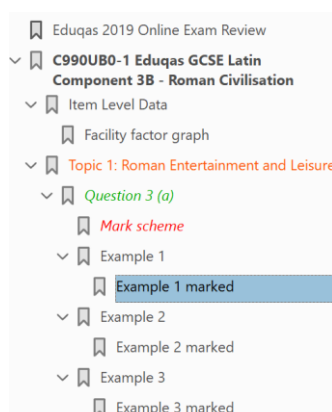 Eduqas 2019 Online Exam Review
C990UB0-1 Eduqas GCSE Latin
Component 3B - Roman Civilisation
Item Level Data
Facility factor graph
Topic 1: Roman Entertainment and Leisure
Question 3 (a)
Mark scheme
Example 1
Example 1 marked
Example 2
Example 2 marked
Example 3
Example 3 marked